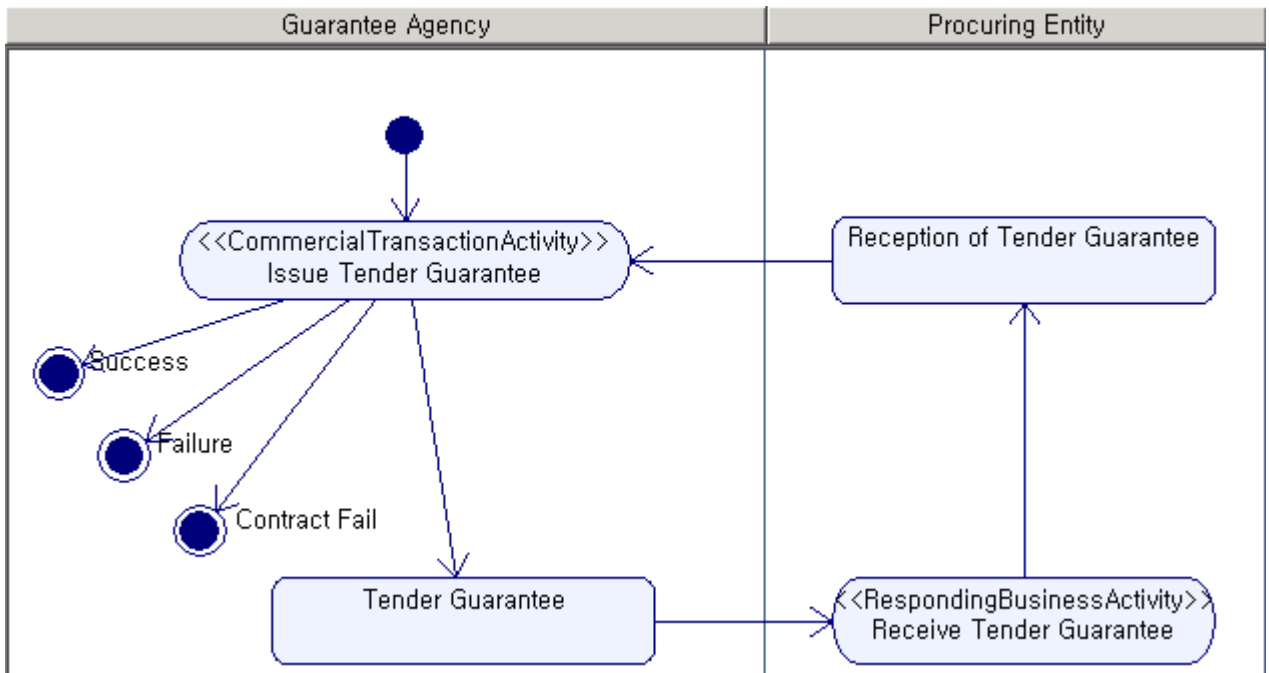 Guarantee Agency
Procuring Entity
<<CommercialTransactionActivity>>
Issue Tender Guarantee
Reception of Tender Guarantee
Success
Failure
Contract Fail
Tender Guarantee
<<RespondingBusinessActivity>>
Receive Tender Guarantee